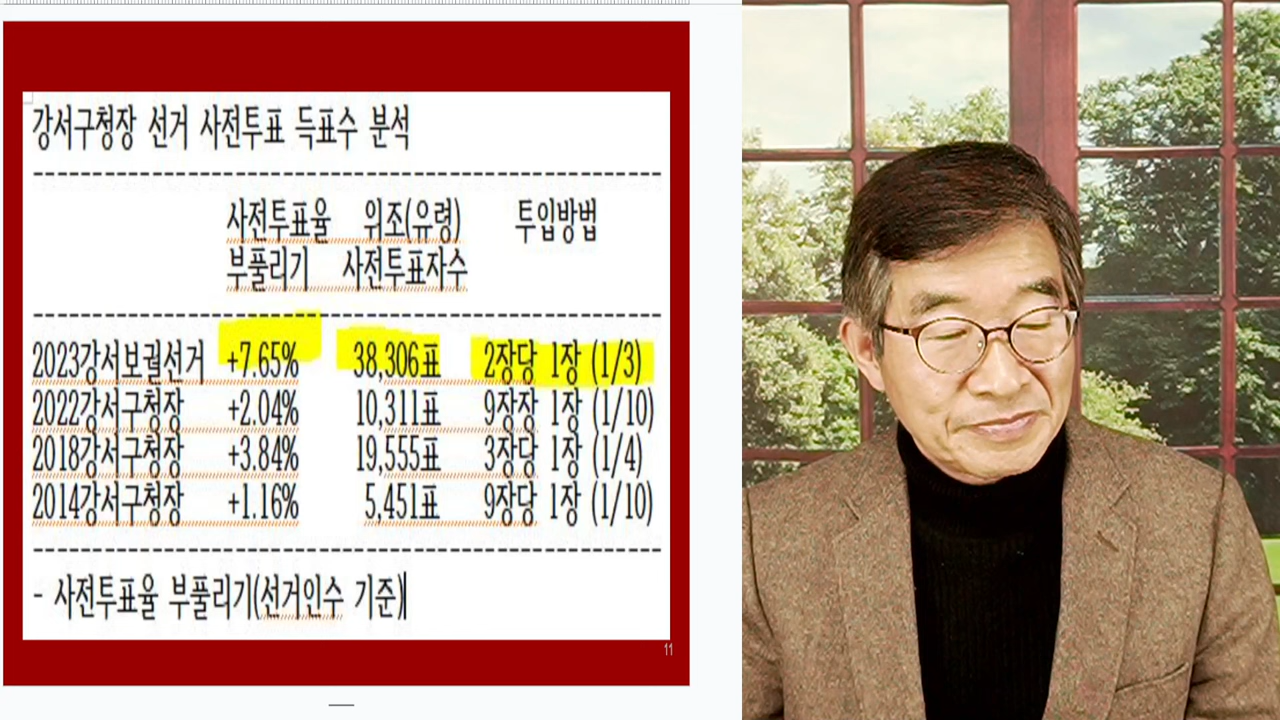 강서구청장 선거 사전투표 득표수 분석
사전투표율 위조(유령) 투입방법
부풀리기 사전투표자수
2023강서보궐선거 +7.65% 38,306표 2장당 1장 (1/3)
2022강서구청장 +2.04% 10,311표 9장장 1장 (1/10)
2018강서구청장 +3.84% 19,555표 3장당 1장 (1/4)
2014강서구청장 +1.16% 5,451표 9장당 1장 (1/10)
- 사전투표율 부풀리기(선거인수 기준)
11